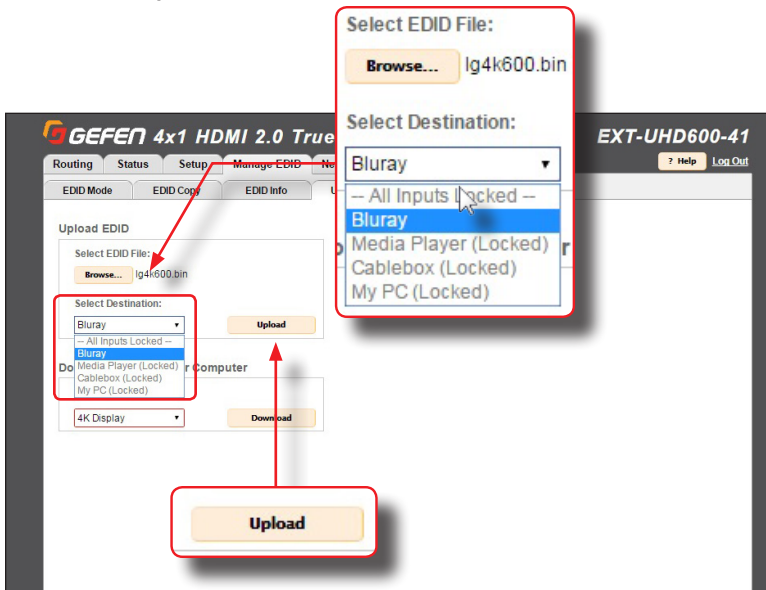 Select EDID File:
Browse... lg4k600.bin
Select Destination:
Bluray
-- All Inputs Locked --
Bluray
Media Player (Locked)
Cablebox (Locked)
My PC (Locked)
GEFEN 4x1 HDMI 2.0 True
EXT-UHD600-41
Routing Status Setup Manage EDID
? Help Log Out
EDID Mode EDID Copy EDID Info
Upload EDID
Select EDID File:
Browse... lg4k600.bin
Select Destination:
Bluray Upload
-- All Inputs Locked --
Bluray
Media Player (Locked)
Cablebox (Locked)
My PC (Locked)
Computer
4K Display Download
Upload